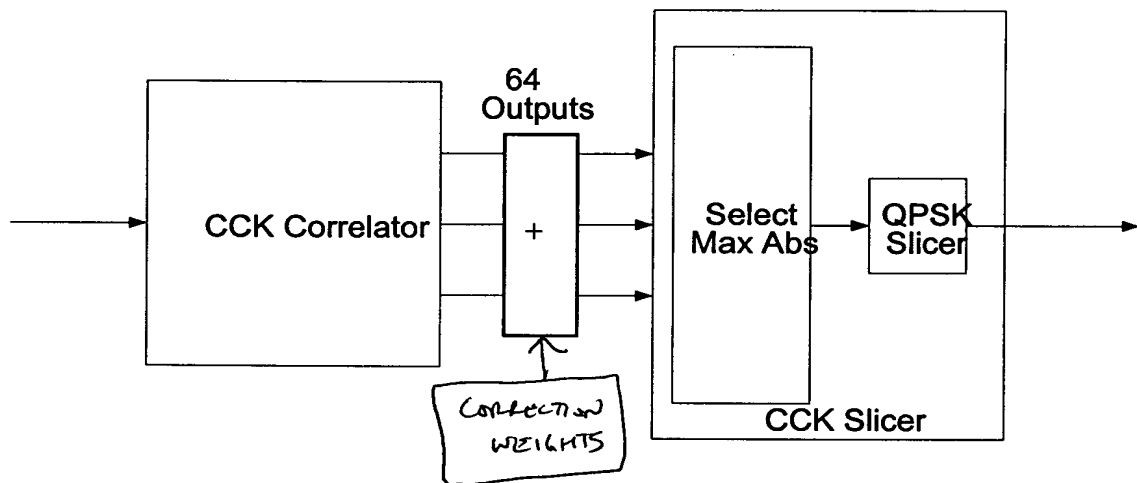 64
Outputs
CCK Correlator
+
Select
Max Abs
QPSK
Slicer
CCK Slicer
CORRECTION
WEIGHTS